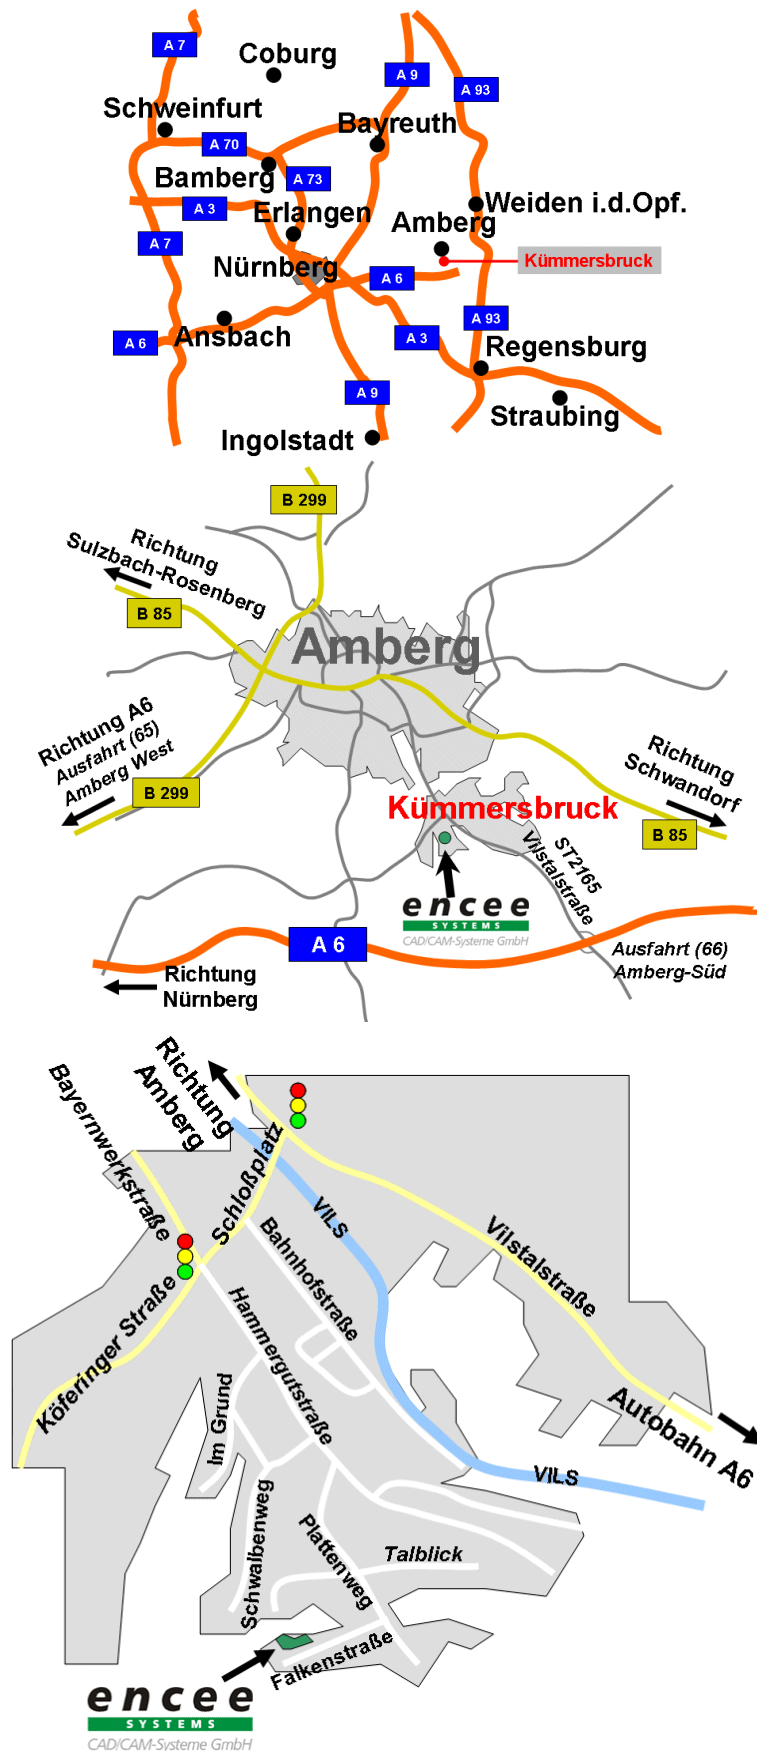 A 7
Coburg
A 9
A 93
Schweinfurt
Bayreuth
A 70
Bamberg
A 73
A 3
Erlangen
Weiden i.d.Opf.
Amberg
A 7
Nürnberg
Kümmersbruck
A 6
A 93
Ansbach
A 6
A 3
Regensburg
A 9
Straubing
Ingolstadt
B 299
Richtung
Sulzbach-Rosenberg
B 85
Amberg
Richtung A6
Ausfahrt (65)
Amberg West
B 299
Richtung
Schwandorf
Kümmersbruck
B 85
ST2165
Vilstalstraße
encee
SYSTEMS
CAD/CAM-Systeme GmbH
A 6
Ausfahrt (66)
Amberg-Süd
Richtung
Nürnberg
Richtung
Amberg
Bayernwerkstraße
Schloßplatz
VILS
Bahnhofstraße
Vilstalstraße
Köferinger Straße
Hammergutstraße
Im Grund
Autobahn A6
VILS
Schwalbenweg
Plattenweg
Talblick
Falkenstraße
encee
SYSTEMS
CAD/CAM-Systeme GmbH